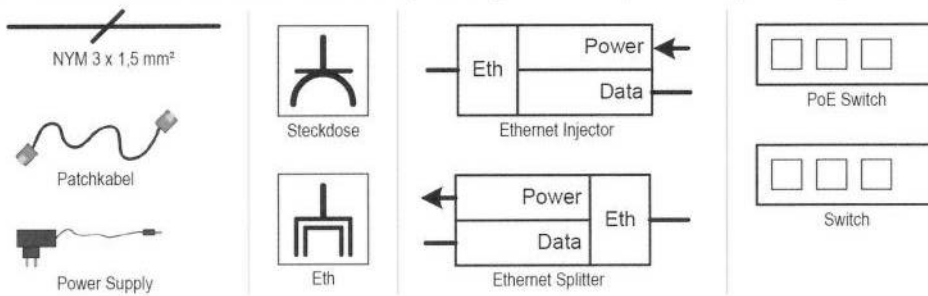 NYM 3 x 1,5 mm²
Patchkabel
Power Supply
Steckdose
Eth
Eth
Power
Data
Ethernet Injector
Power
Data
Eth
Ethernet Splitter
PoE Switch
Switch